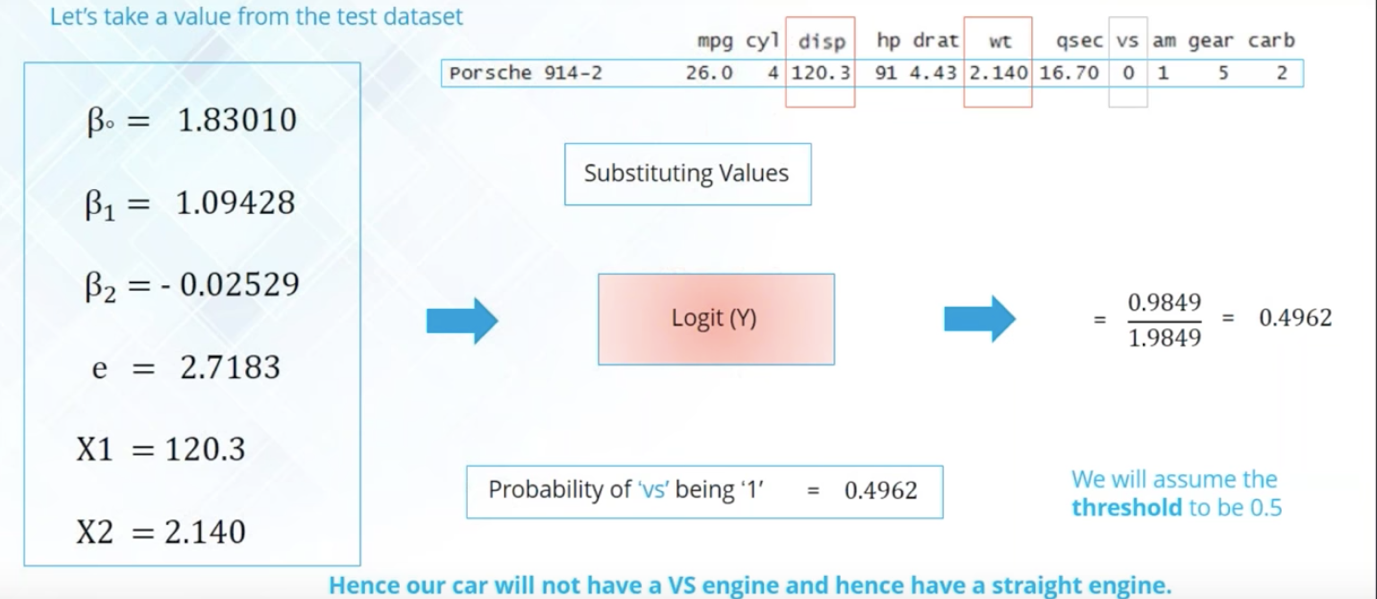 Let's take a value from the test dataset
mpg cyl disp hp drat wt qsec vs am gear carb
Porsche 914-2 26.0 4 120.3 91 4.43 2.140 16.70 0 1 5 2
β₀ = 1.83010
β₁ = 1.09428
β₂ = - 0.02529
e = 2.7183
X1 = 120.3
X2 = 2.140
Substituting Values
Logit (Y)
= 0.9849 / 1.9849 = 0.4962
Probability of 'vs' being '1' = 0.4962
We will assume the
threshold to be 0.5
Hence our car will not have a VS engine and hence have a straight engine.